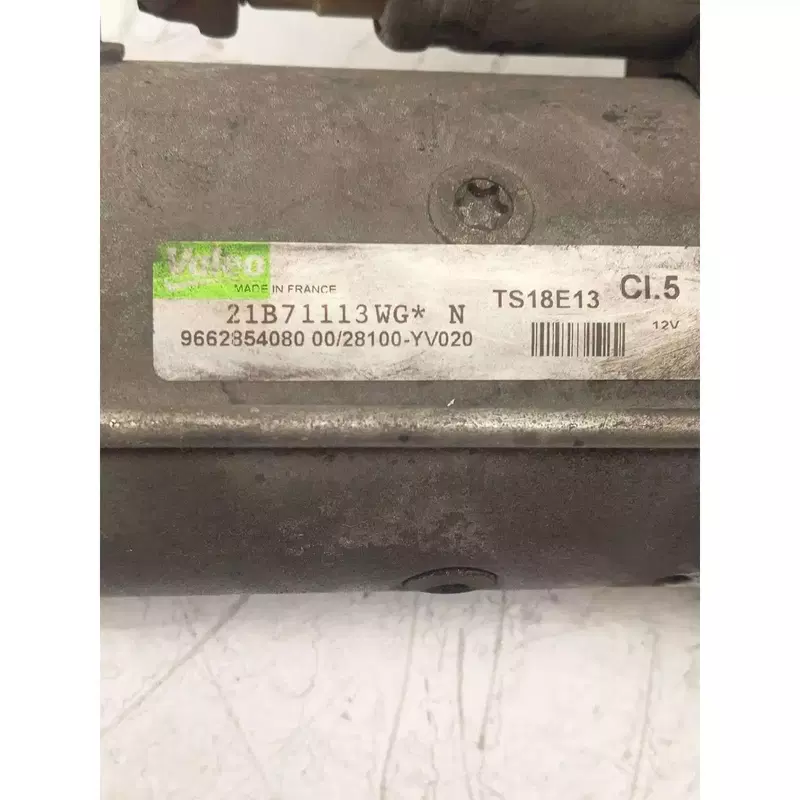 Valeo
MADE IN FRANCE
21B71113WG* N
TS18E13 Cl.5
9662854080 00/28100-YV020
12V